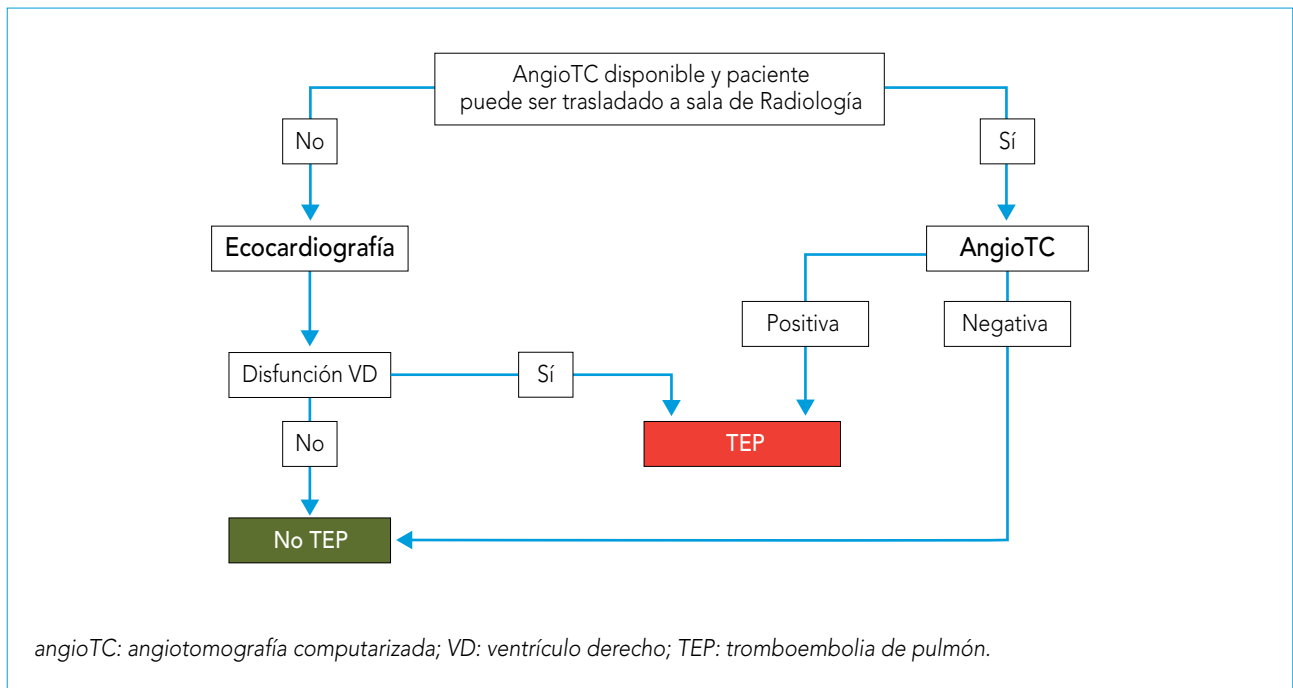 AngioTC disponible y paciente
puede ser trasladado a sala de Radiología
No
Sí
Ecocardiografía
AngioTC
Positiva
Negativa
Disfunción VD
Sí
No
TEP
No TEP
angioTC: angiotomografía computarizada; VD: ventrículo derecho; TEP: tromboembolia de pulmón.